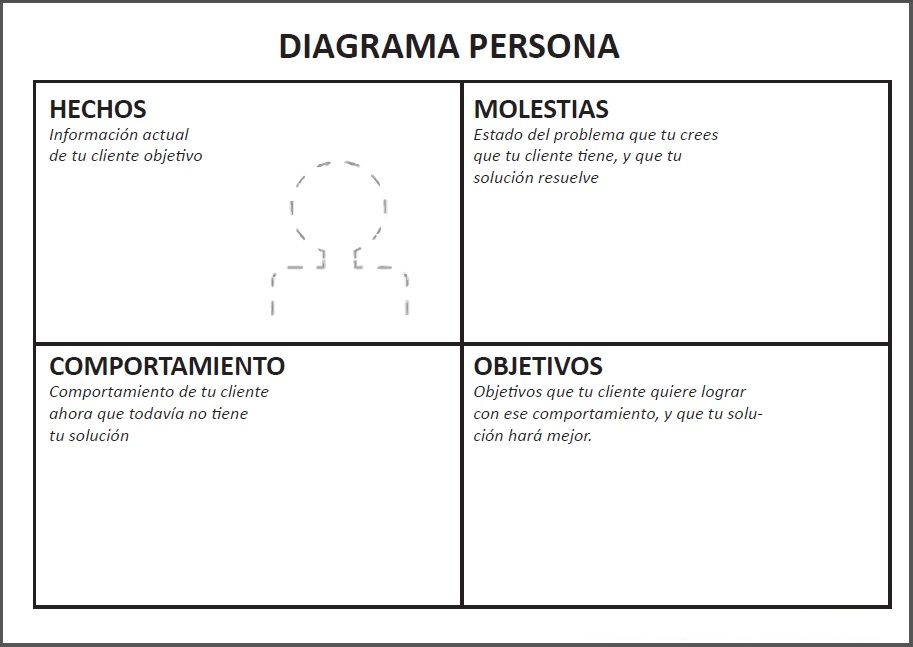 DIAGRAMA PERSONA
HECHOS
Información actual
de tu cliente objetivo
MOLESTIAS
Estado del problema que tu crees
que tu cliente tiene, y que tu
solución resuelve
COMPORTAMIENTO
Comportamiento de tu cliente
ahora que todavía no tiene
tu solución
OBJETIVOS
Objetivos que tu cliente quiere lograr
con ese comportamiento, y que tu solu-
ción hará mejor.